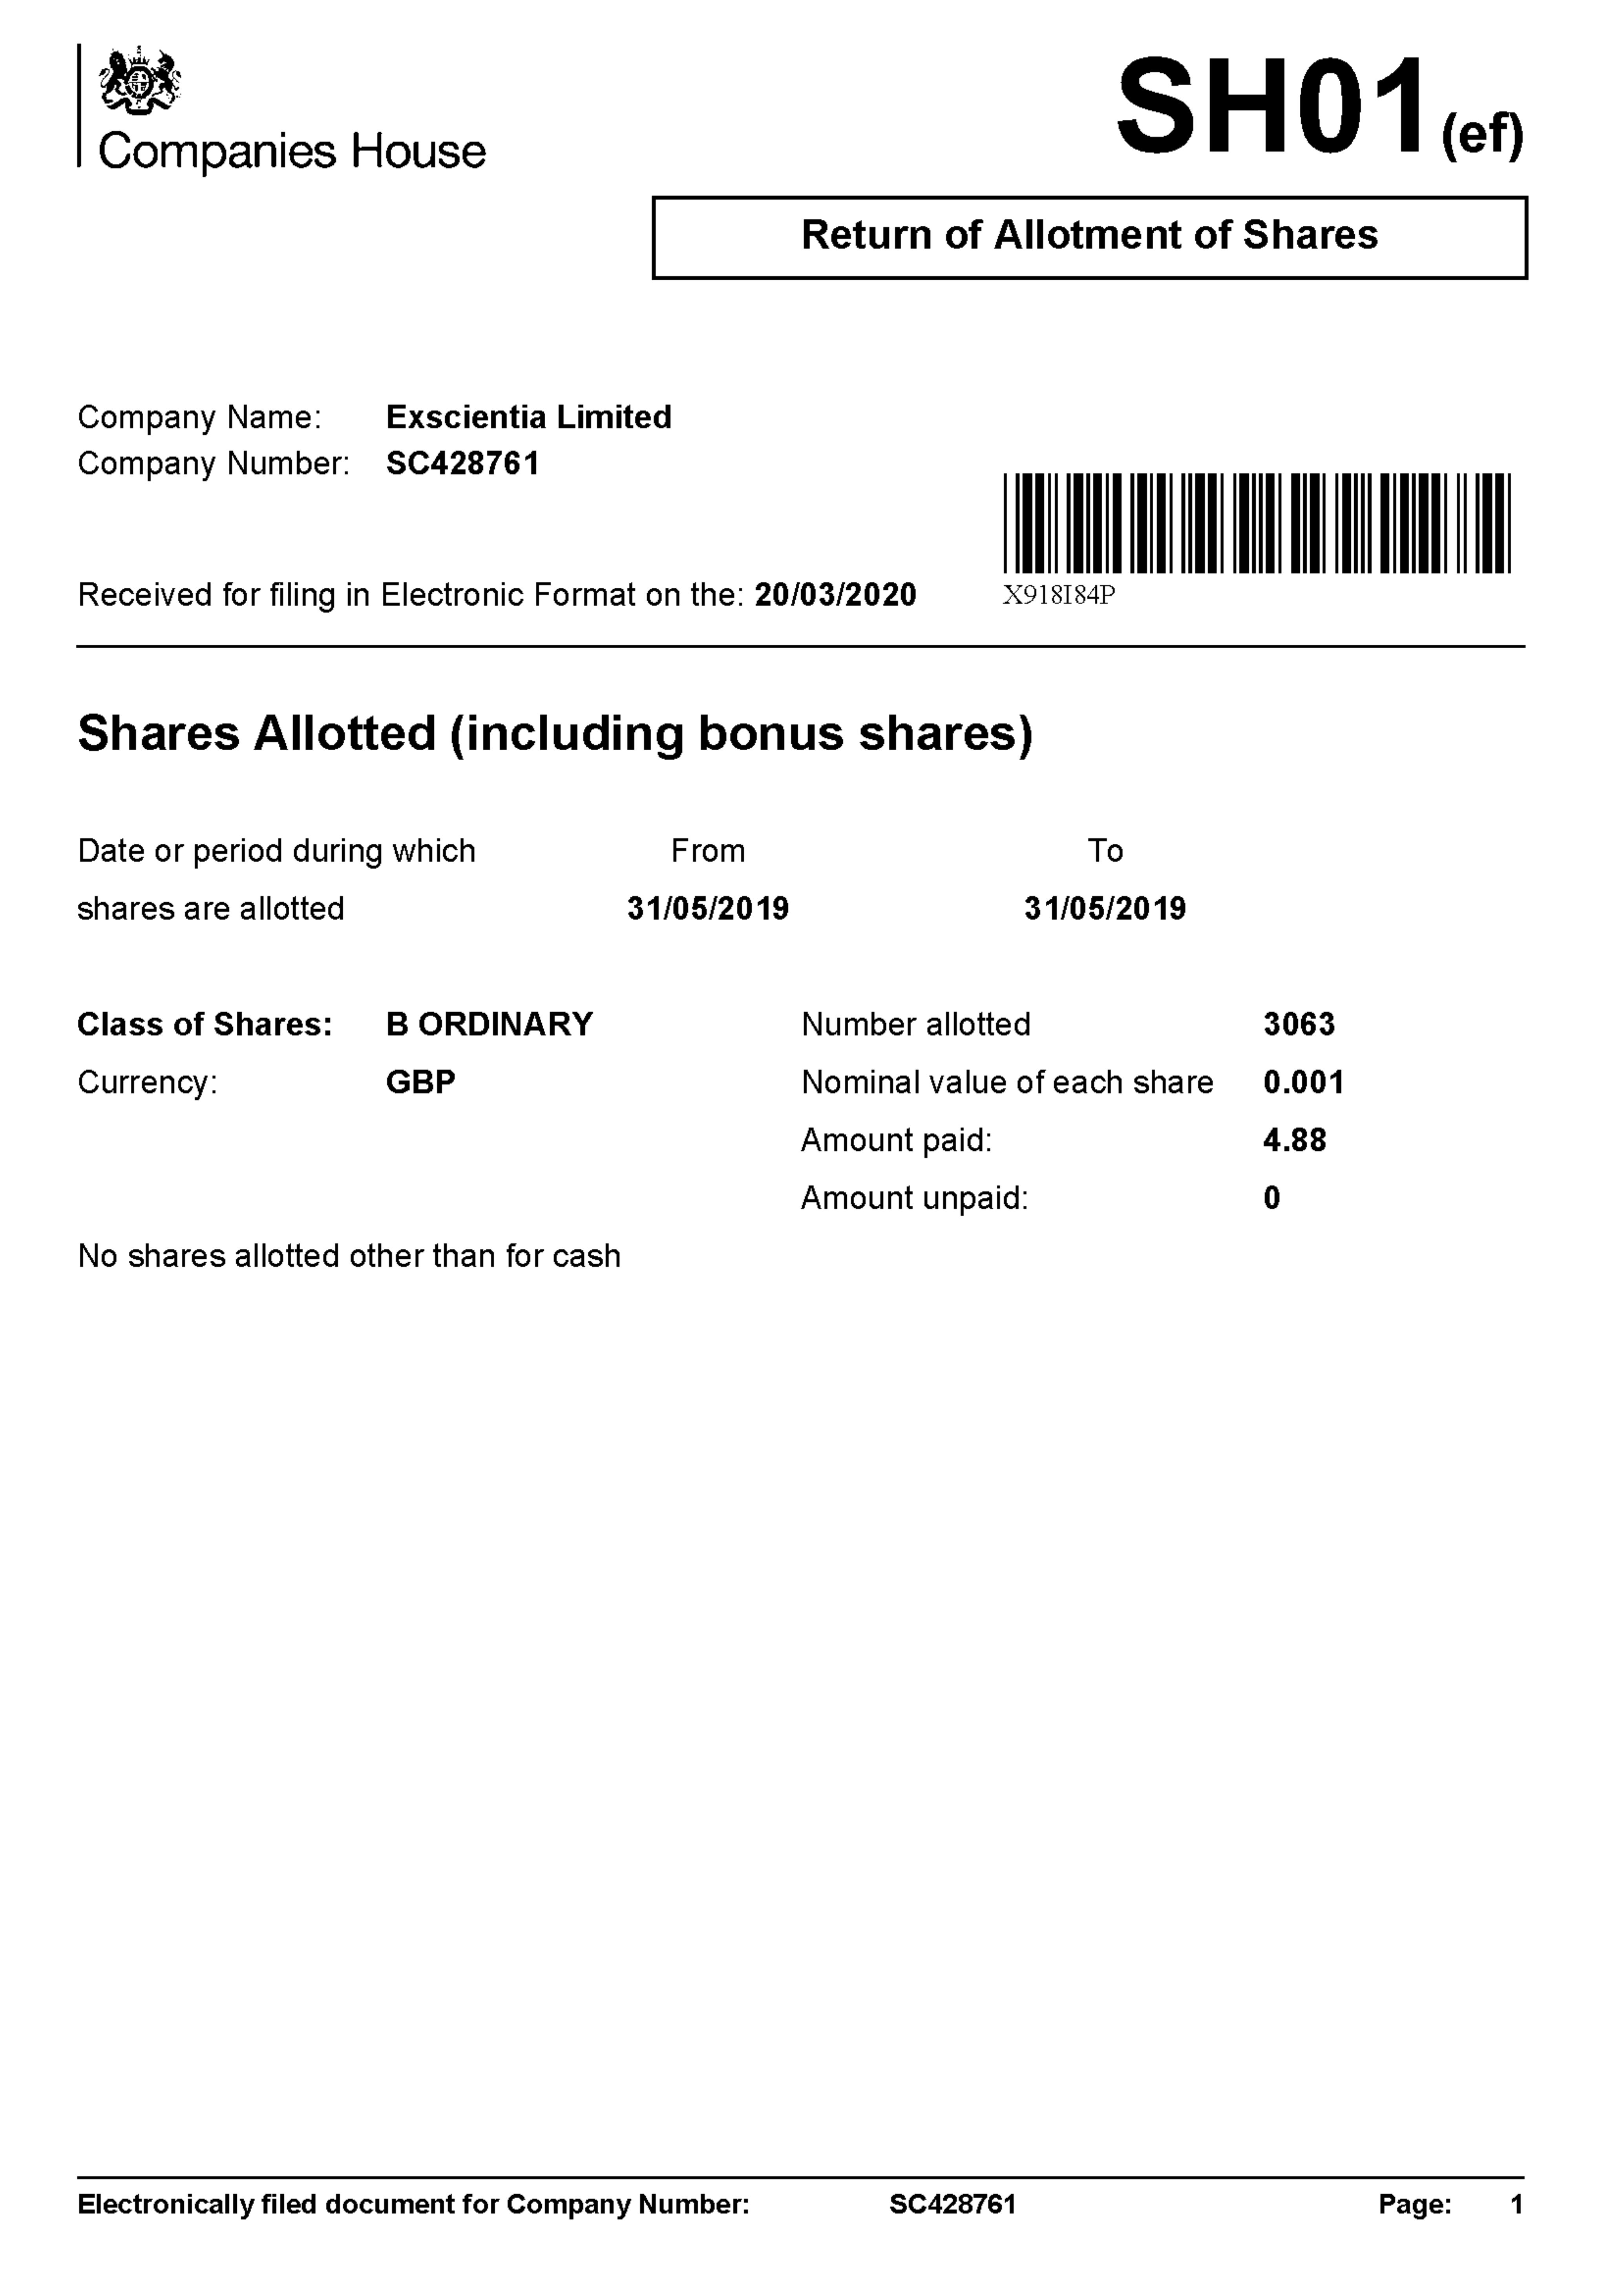 Companies House
SH01(ef)
Return of Allotment of Shares
Company Name: Exscientia Limited
Company Number: SC428761
Received for filing in Electronic Format on the: 20/03/2020
X918I84P
Shares Allotted (including bonus shares)
Date or period during which From To
shares are allotted 31/05/2019 31/05/2019
Class of Shares: B ORDINARY Number allotted 3063
Currency: GBP Nominal value of each share 0.001
Amount paid: 4.88
Amount unpaid: 0
No shares allotted other than for cash
Electronically filed document for Company Number: SC428761 Page: 1